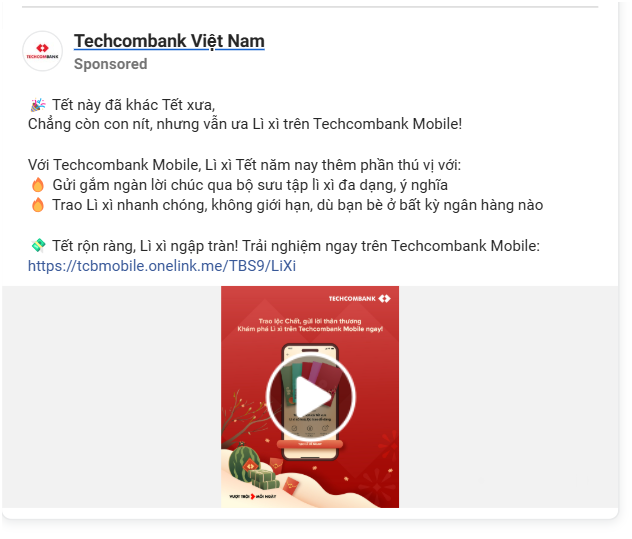 TECHCOMBANK
Techcombank Việt Nam
Sponsored
🎉 Tết này đã khác Tết xưa,
Chẳng còn con nít, nhưng vẫn ưa Lì xì trên Techcombank Mobile!
Với Techcombank Mobile, Lì xì Tết năm nay thêm phần thú vị với:
🔥 Gửi gắm ngàn lời chúc qua bộ sưu tập lì xì đa dạng, ý nghĩa
🔥 Trao Lì xì nhanh chóng, không giới hạn, dù bạn bè ở bất kỳ ngân hàng nào
💸 Tết rộn ràng, Lì xì ngập tràn! Trải nghiệm ngay trên Techcombank Mobile:
https://tcbmobile.onelink.me/TBS9/LiXi
TECHCOMBANK
Trao lộc Chất, gửi lời thân thương
Khám phá Lì xì trên Techcombank Mobile ngay!
VƯỢT TRỘI MỖI NGÀY